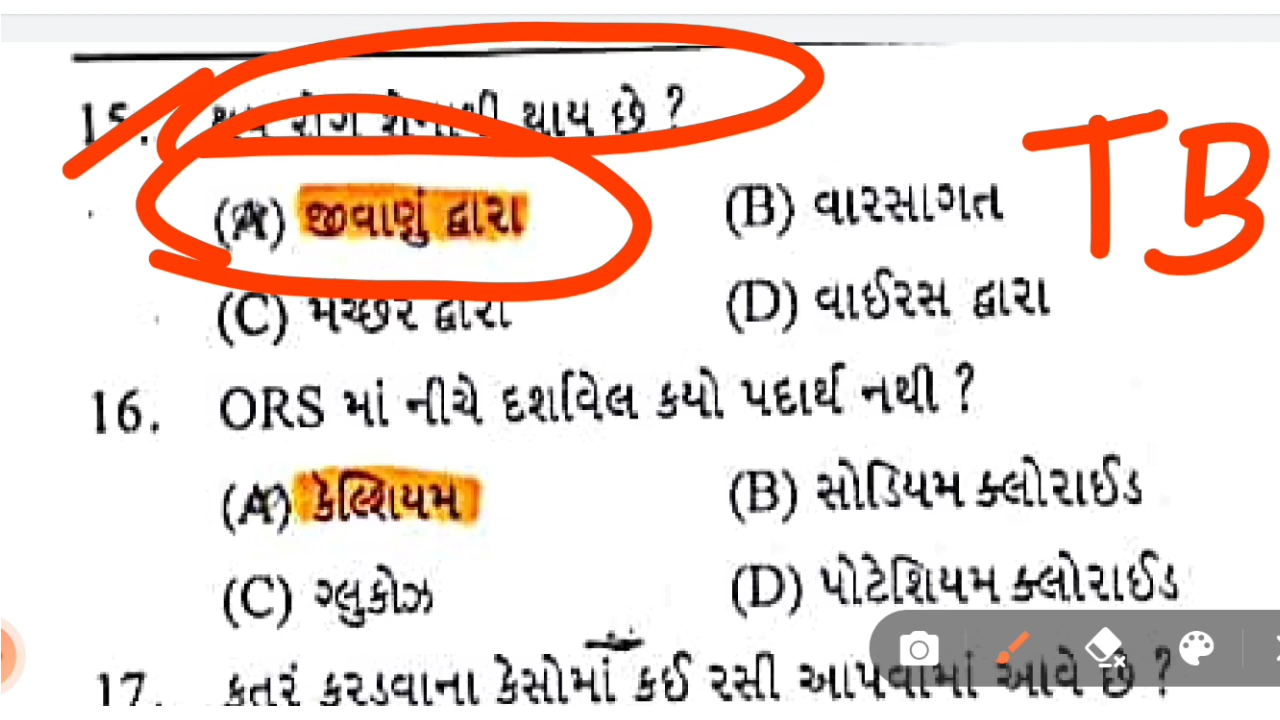 15. ક્ષય રોગ શેનાથી થાય છે ?
(A) જીવાણું દ્વારા (B) વારસાગત
TB
(C) મચ્છર દ્વારા (D) વાઈરસ દ્વારા
16. ORS માં નીચે દર્શાવેલ કયો પદાર્થ નથી ?
(A) કેલ્શિયમ (B) સોડિયમ ક્લોરાઈડ
(C) ગ્લુકોઝ (D) પોટેશિયમ ક્લોરાઈડ
17. કુતરું કરડવાના કેસોમાં કઈ રસી આપવામાં આવે છે ?